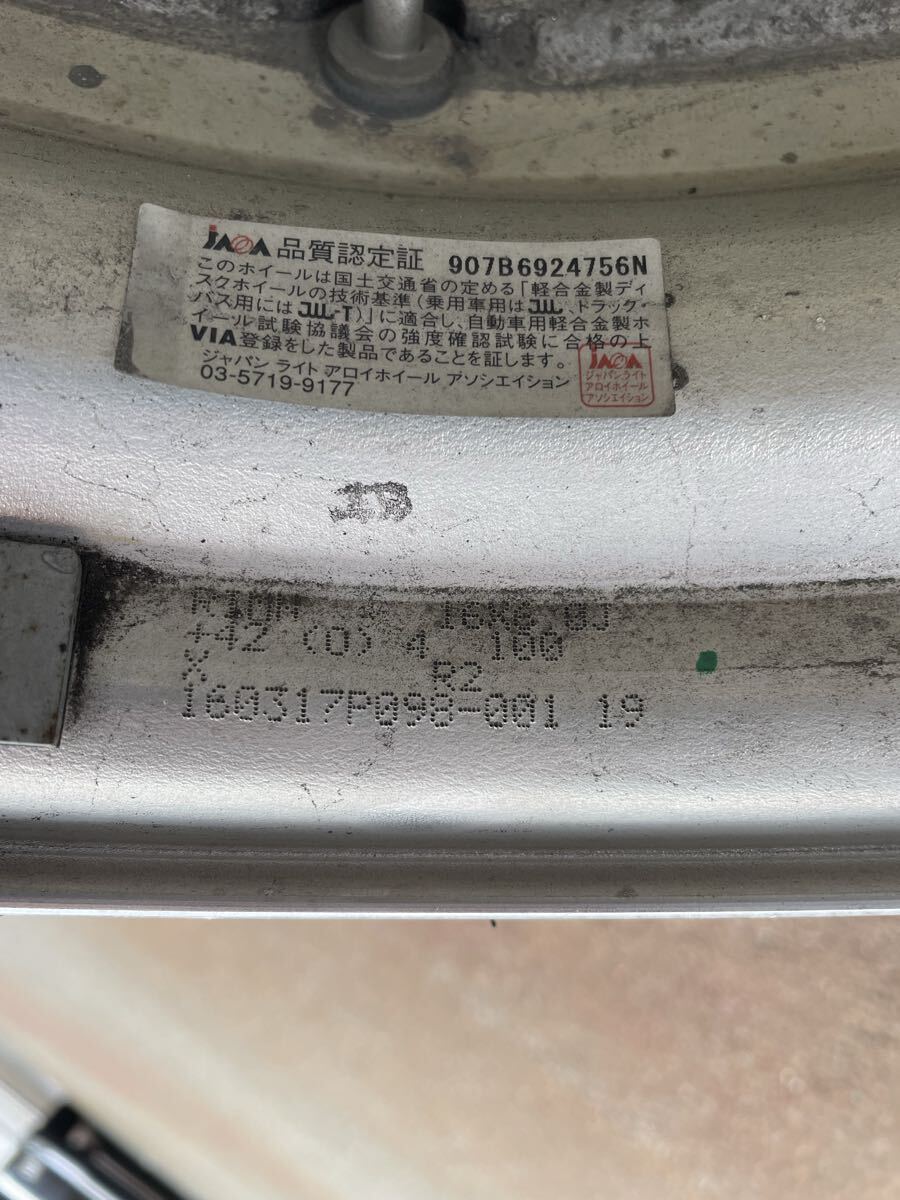 JAWA 品質認定証 907B6924756N
このホイールは国土交通省の定める「軽合金製ディ
スクホイールの技術基準(乗用車用はJWL、トラック・
バス用にはJWL-T)」に適合し、自動車用軽合金製ホ
イール試験協議会の強度確認試験に合格の上
VIA登録をした製品であることを証します。
ジャパン ライト アロイホイール アソシエイション
03-5719-9177
JAWA
ジャパン ライト
アロイホイール
アソシエイション
16X6.0J
+42 (0) 4 100
X 62
160317P098-001 19